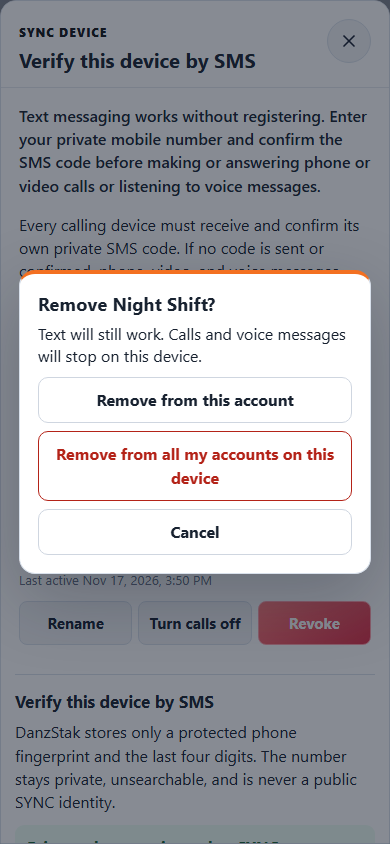 SYNC DEVICE
Verify this device by SMS
Text messaging works without registering. Enter
your private mobile number and confirm the
SMS code before making or answering phone or
video calls or listening to voice messages.
Every calling device must receive and confirm its
own private SMS code. If no code is sent or
confirmed, phone, video, and voice messages
Remove Night Shift?
Text will still work. Calls and voice messages
will stop on this device.
Remove from this account
Remove from all my accounts on this
device
Cancel
Last active Nov 17, 2026, 3:50 PM
Rename
Turn calls off
Revoke
Verify this device by SMS
DanzStak stores only a protected phone
fingerprint and the last four digits. The number
stays private, unsearchable, and is never a public
SYNC identity.